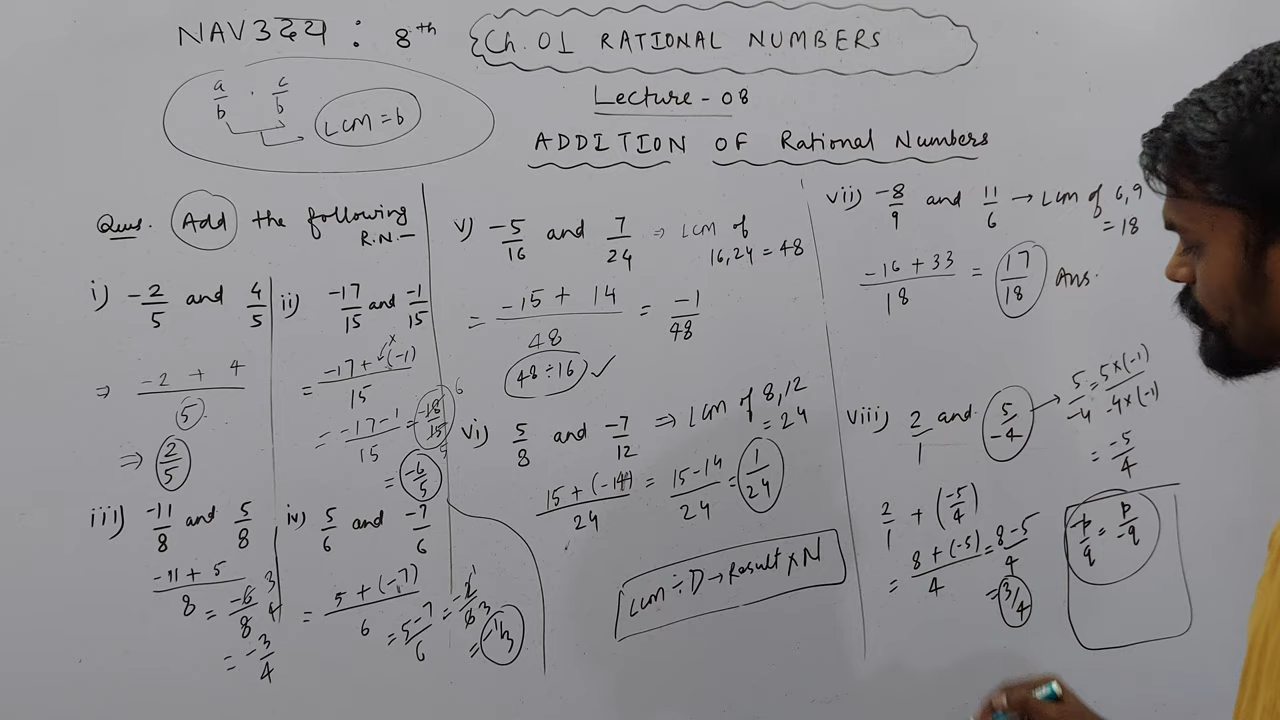 NAV3221 : 8th
Ch. 01 RATIONAL NUMBERS
Lecture - 08
ADDITION OF Rational Numbers
a/b . c/b
LCM = b
Ques. Add the following
R.N.—
i) -2/5 and 4/5
⇒ -2 + 4 / 5
⇒ 2/5
ii) -17/15 and -1/15
= -17 + (-1) / 15
= -17-1 / 15 = -18/15 6 5
= -6/5
iii) -11/8 and 5/8
-11 + 5 / 8 = -6/8 3 4
= -3/4
iv) 5/6 and -7/6
= 5 + (-7) / 6
= 5-7 / 6 = -2/6 1 3
= -1/3
v) -5/16 and 7/24 ⇒ LCM of
16,24 = 48
= -15 + 14 / 48 = -1/48
48 ÷ 16 ✓
vi) 5/8 and -7/12 ⇒ LCM of 8,12
= 24
15 + (-14) / 24 = 15-14 / 24 = 1/24
LCM ÷ D → Result × N
vii) -8/9 and 11/6 → LCM of 6,9
= 18
-16 + 33 / 18 = 17/18 Ans.
viii) 2/1 and 5/-4 → 5/-4 = 5×(-1) / -4×(-1)
= -5/4
2/1 + (-5/4)
= 8 + (-5) / 4 = 8-5 / 4
= 3/4
-p/q = p/-q